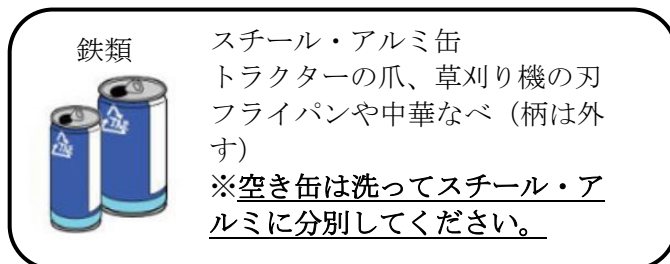 鉄類
スチール・アルミ缶
トラクターの爪、草刈り機の刃
フライパンや中華なべ（柄は外
す）
※空き缶は洗ってスチール・ア
ルミに分別してください。